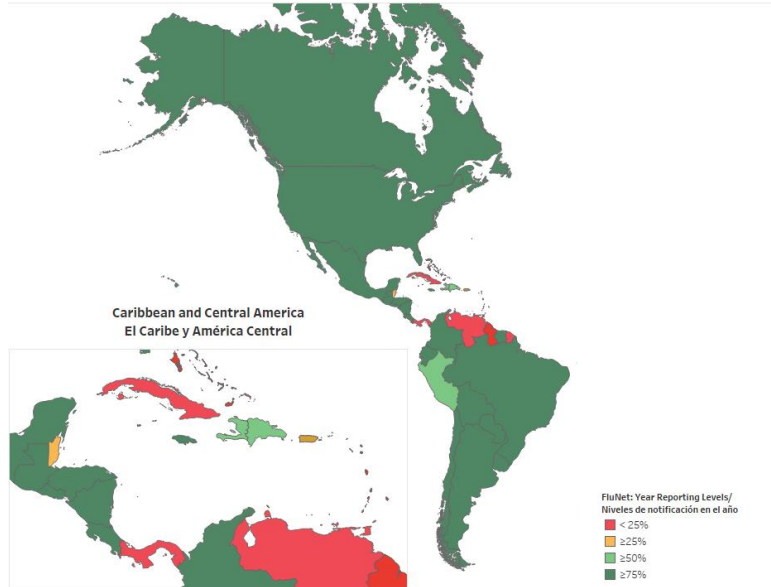 Caribbean and Central America
El Caribe y América Central
FluNet: Year Reporting Levels/
Niveles de notificación en el año
< 25%
≥25%
≥50%
≥75%